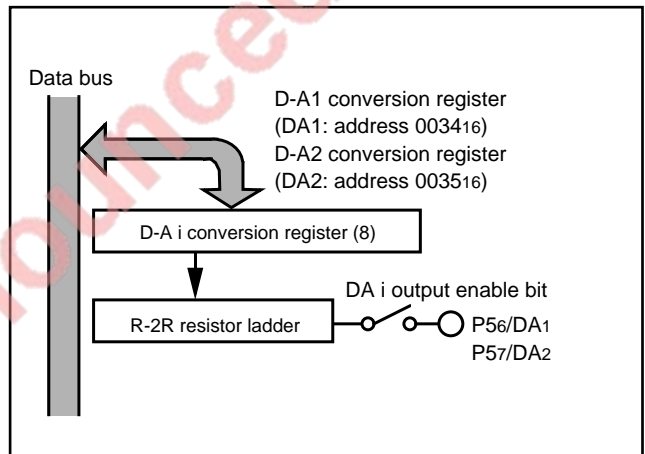 Data bus
D-A1 conversion register
(DA1: address 003416)
D-A2 conversion register
(DA2: address 003516)
D-A i conversion register (8)
DA i output enable bit
R-2R resistor ladder
P56/DA1
P57/DA2